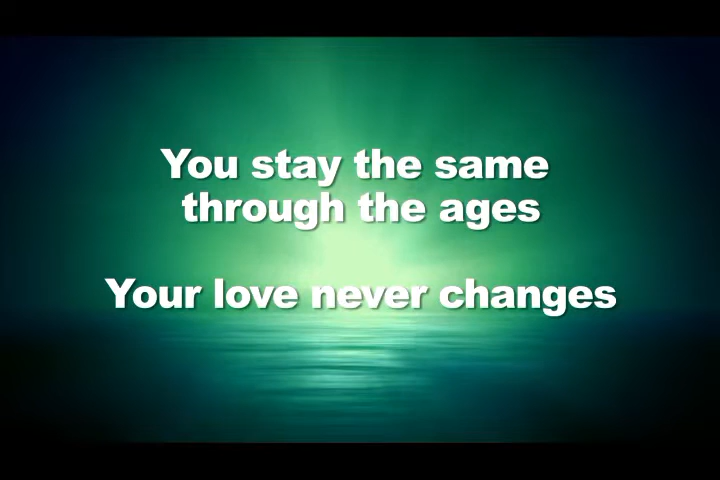 You stay the same
through the ages
Your love never changes